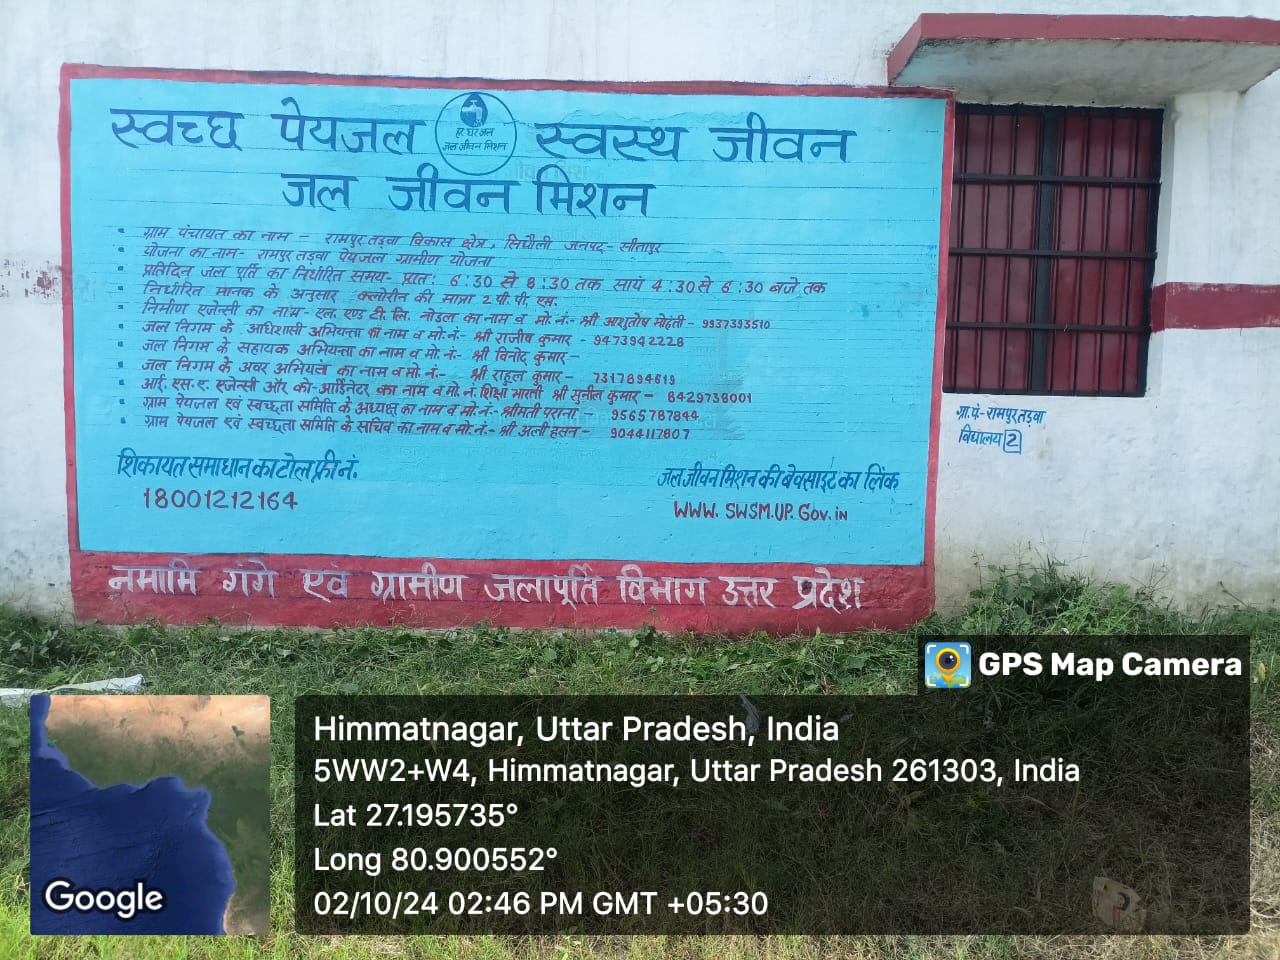 स्वच्छ पेयजल स्वस्थ जीवन
हर घर जल
जल जीवन मिशन
जल जीवन मिशन
ग्राम पंचायत का नाम - रामपुर तड़वा विकास क्षेत्र, सिधौली जनपद- सीतापुर
योजना का नाम- रामपुर तड़वा पेयजल ग्रामीण योजना
प्रतिदिन जल पूर्ति का निर्धारित समय- प्रात: 6:30 से 8:30 तक सायं 4:30 से 6:30 बजे तक
निर्धारित मानक के अनुसार क्लोरीन की मात्रा 2 पी. पी. एम.
निर्माण ऐजेन्सी का नाम- एल. एण्ड टी. लि. नोडल का नाम व मो. नं:- श्री आशुतोष मोहंती - 9937393510
जल निगम के अधिशासी अभियन्ता का नाम व मो. नं:- श्री राजीव कुमार - 9473942228
जल निगम के सहायक अभियन्ता का नाम व मो. नं:- श्री विनोद कुमार-
जल निगम के अवर अभियंता का नाम व मो. नं:- श्री राहुल कुमार- 7317894619
आई. एस. ए. एजेन्सी और को-आर्डिनेटर का नाम व मो. नं. शिक्षा भारती श्री सुनील कुमार - 8429738001
ग्राम पेयजल एवं स्वच्छता समिति के अध्यक्ष का नाम व मो. नं:- श्रीमती पराना - 9565787844
ग्राम पेयजल एवं स्वच्छता समिति के सचिव का नाम व मो. नं:- श्री अली हसन - 9044117807
शिकायत समाधान का टोल फ्री नं.
18001212164
जल जीवन मिशन की बेवसाइट का लिंक
WWW. SWSM.UP. Gov.in
नमामि गंगे एवं ग्रामीण जलापूर्ति विभाग उत्तर प्रदेश
ग्रा. पं- रामपुर तड़वा
विद्यालय 2
GPS Map Camera
Himmatnagar, Uttar Pradesh, India
5WW2+W4, Himmatnagar, Uttar Pradesh 261303, India
Lat 27.195735°
Long 80.900552°
02/10/24 02:46 PM GMT +05:30
Google